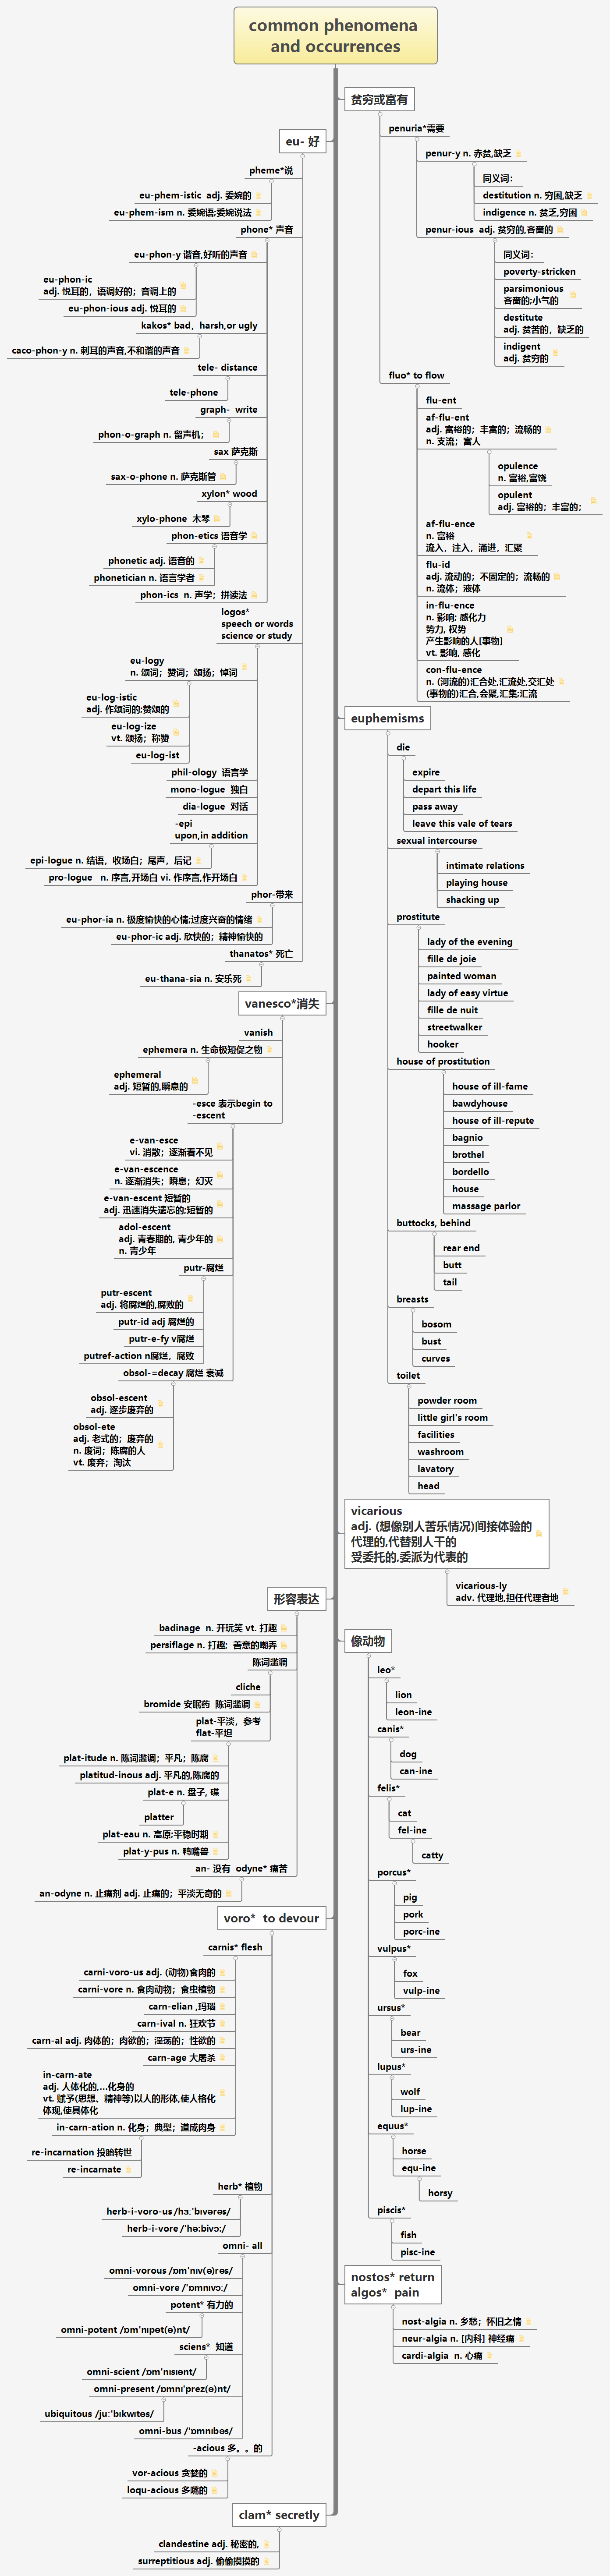 common phenomena
and occurrences
eu- 好
pheme*说
eu-phem-istic adj. 委婉的
eu-phem-ism n. 委婉语;委婉说法
phone* 声音
eu-phon-y 谐音,好听的声音
eu-phon-ic
adj. 悦耳的，语调好的；音调上的
eu-phon-ious adj. 悦耳的
kakos* bad，harsh,or ugly
caco-phon-y n. 刺耳的声音,不和谐的声音
tele- distance
tele-phone
graph- write
phon-o-graph n. 留声机；
sax 萨克斯
sax-o-phone n. 萨克斯管
xylon* wood
xylo-phone 木琴
phon-etics 语音学
phonetic adj. 语音的
phonetician n. 语言学者
phon-ics n. 声学；拼读法
logos*
speech or words
science or study
eu-logy
n. 颂词；赞词；颂扬；悼词
eu-log-istic
adj. 作颂词的;赞颂的
eu-log-ize
vt. 颂扬；称赞
eu-log-ist
phil-ology 语言学
mono-logue 独白
dia-logue 对话
-epi
upon,in addition
epi-logue n. 结语，收场白；尾声，后记
pro-logue n. 序言,开场白 vi. 作序言,作开场白
phor-带来
eu-phor-ia n. 极度愉快的心情;过度兴奋的情绪
eu-phor-ic adj. 欣快的；精神愉快的
thanatos* 死亡
eu-thana-sia n. 安乐死
vanesco*消失
vanish
ephemera n. 生命极短促之物
ephemeral
adj. 短暂的,瞬息的
-esce 表示begin to
-escent
e-van-esce
vi. 消散；逐渐看不见
e-van-escence
n. 逐渐消失；瞬息；幻灭
e-van-escent 短暂的
adj. 迅速消失遗忘的;短暂的
adol-escent
adj. 青春期的, 青少年的
n. 青少年
putr-腐烂
putr-escent
adj. 将腐烂的,腐败的
putr-id adj 腐烂的
putr-e-fy v腐烂
putref-action n腐烂，腐败
obsol-=decay 腐烂 衰减
obsol-escent
adj. 逐步废弃的
obsol-ete
adj. 老式的；废弃的
n. 废词；陈腐的人
vt. 废弃；淘汰
形容表达
badinage n. 开玩笑 vt. 打趣
persiflage n. 打趣；善意的嘲弄
陈词滥调
cliche
bromide 安眠药 陈词滥调
plat-平淡，参考
flat-平坦
plat-itude n. 陈词滥调；平凡；陈腐
platitud-inous adj. 平凡的,陈腐的
plat-e n. 盘子, 碟
platter
plat-eau n. 高原;平稳时期
plat-y-pus n. 鸭嘴兽
an- 没有 odyne* 痛苦
an-odyne n. 止痛剂 adj. 止痛的；平淡无奇的
voro* to devour
carnis* flesh
carni-voro-us adj. (动物)食肉的
carni-vore n. 食肉动物；食虫植物
carn-elian ,玛瑙
carn-ival n. 狂欢节
carn-al adj. 肉体的；肉欲的；淫荡的；性欲的
carn-age 大屠杀
in-carn-ate
adj. 人体化的,...化身的
vt. 赋予(思想、精神等)以人的形体,使人格化
体现,使具体化
in-carn-ation n. 化身；典型；道成肉身
re-incarnation 投胎转世
re-incarnate
herb* 植物
herb-i-voro-us /hɜːˈbɪvərəs/
herb-i-vore /'hə:bivɔ:/
omni- all
omni-vorous /ɒmˈnɪv(ə)rəs/
omni-vore /ˈɒmnɪvɔː/
potent* 有力的
omni-potent /ɒmˈnɪpət(ə)nt/
sciens* 知道
omni-scient /ɒmˈnɪsɪənt/
omni-present /ɒmnɪˈprez(ə)nt/
ubiquitous /juːˈbɪkwɪtəs/
omni-bus /ˈɒmnɪbəs/
-acious 多。。的
vor-acious 贪婪的
loqu-acious 多嘴的
clam* secretly
clandestine adj. 秘密的,
surreptitious adj. 偷偷摸摸的
贫穷或富有
penuria*需要
penur-y n. 赤贫,缺乏
同义词：
destitution n. 穷困,缺乏
indigence n. 贫乏,穷困
penur-ious adj. 贫穷的,吝啬的
同义词：
poverty-stricken
parsimonious
吝啬的;小气的
destitute
adj. 贫苦的，缺乏的
indigent
adj. 贫穷的
fluo* to flow
flu-ent
af-flu-ent
adj. 富裕的；丰富的；流畅的
n. 支流；富人
opulence
n. 富裕,富饶
opulent
adj. 富裕的；丰富的；
af-flu-ence
n. 富裕
流入，注入，涌进，汇聚
flu-id
adj. 流动的；不固定的；流畅的
n. 流体；液体
in-flu-ence
n. 影响; 感化力
势力, 权势
产生影响的人[事物]
vt. 影响, 感化
con-flu-ence
n. (河流的)汇合处,汇流处,交汇处
(事物的)汇合,会聚,汇集;汇流
euphemisms
die
expire
depart this life
pass away
leave this vale of tears
sexual intercourse
intimate relations
playing house
shacking up
prostitute
lady of the evening
fille de joie
painted woman
lady of easy virtue
fille de nuit
streetwalker
hooker
house of prostitution
house of ill-fame
bawdyhouse
house of ill-repute
bagnio
brothel
bordello
house
massage parlor
buttocks, behind
rear end
butt
tail
breasts
bosom
bust
curves
toilet
powder room
little girl's room
facilities
washroom
lavatory
head
vicarious
adj. (想像别人苦乐情况)间接体验的
代理的,代替别人干的
受委托的,委派为代表的
vicarious-ly
adv. 代理地,担任代理者地
像动物
leo*
lion
leon-ine
canis*
dog
can-ine
felis*
cat
fel-ine
catty
porcus*
pig
pork
porc-ine
vulpus*
fox
vulp-ine
ursus*
bear
urs-ine
lupus*
wolf
lup-ine
equus*
horse
equ-ine
horsy
piscis*
fish
pisc-ine
nostos* return
algos* pain
nost-algia n. 乡愁；怀旧之情
neur-algia n. [内科] 神经痛
cardi-algia n. 心痛